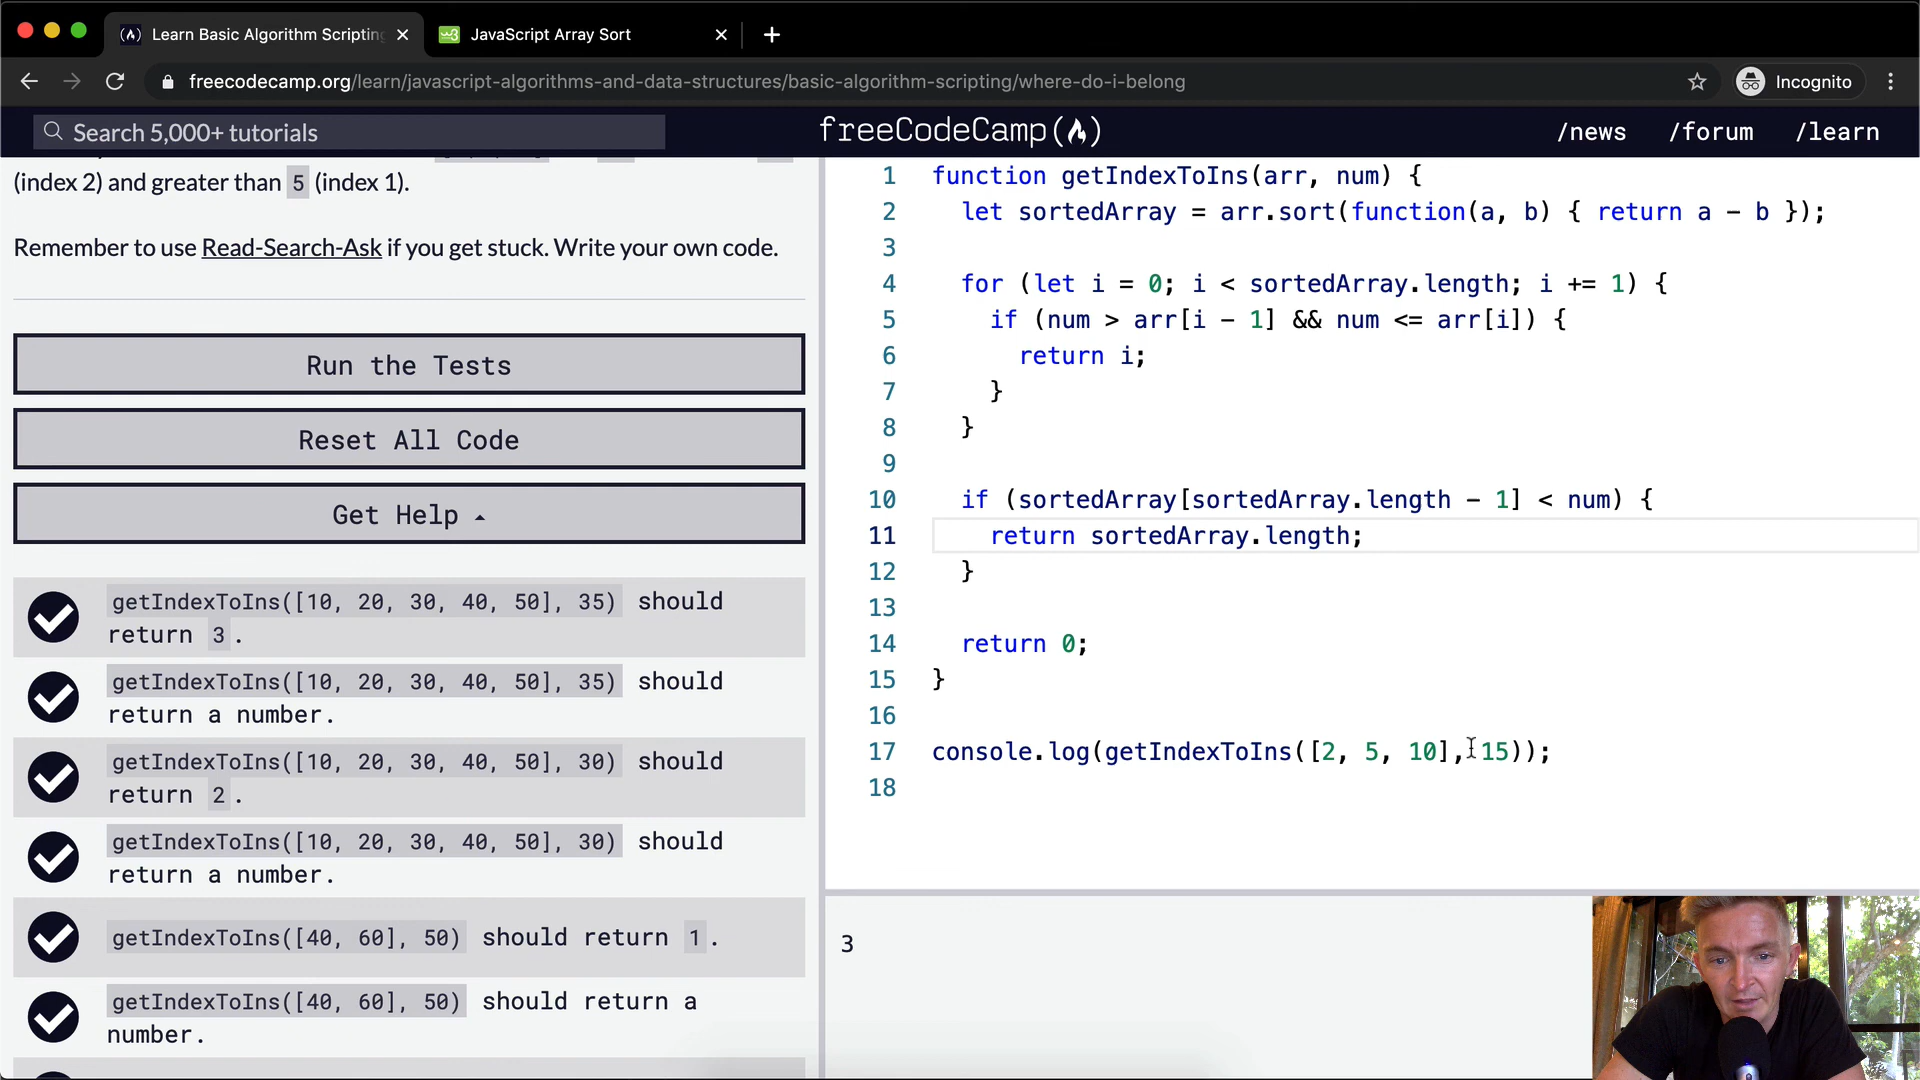 Learn Basic Algorithm Scripting
JavaScript Array Sort
freecodecamp.org/learn/javascript-algorithms-and-data-structures/basic-algorithm-scripting/where-do-i-belong
Incognito
Search 5,000+ tutorials
freeCodeCamp
/news
/forum
/learn
(index 2) and greater than 5 (index 1).
Remember to use Read-Search-Ask if you get stuck. Write your own code.
Run the Tests
Reset All Code
Get Help
getIndexToIns([10, 20, 30, 40, 50], 35) should
return 3.
getIndexToIns([10, 20, 30, 40, 50], 35) should
return a number.
getIndexToIns([10, 20, 30, 40, 50], 30) should
return 2.
getIndexToIns([10, 20, 30, 40, 50], 30) should
return a number.
getIndexToIns([40, 60], 50) should return 1.
getIndexToIns([40, 60], 50) should return a
number.
1 function getIndexToIns(arr, num) {
2 let sortedArray = arr.sort(function(a, b) { return a - b });
3
4 for (let i = 0; i < sortedArray.length; i += 1) {
5 if (num > arr[i - 1] && num <= arr[i]) {
6 return i;
7 }
8 }
9
10 if (sortedArray[sortedArray.length - 1] < num) {
11 return sortedArray.length;
12 }
13
14 return 0;
15 }
16
17 console.log(getIndexToIns([2, 5, 10], 15));
18
3